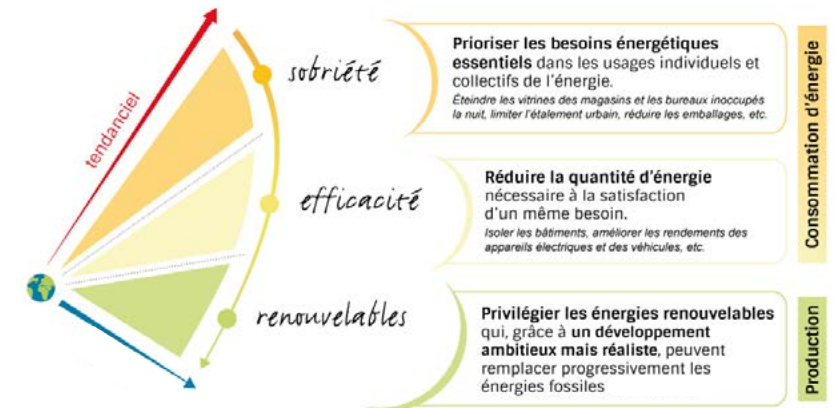 tendanciel
sobriété
Prioriser les besoins énergétiques
essentiels dans les usages individuels et
collectifs de l'énergie.
Éteindre les vitrines des magasins et les bureaux inoccupés
la nuit, limiter l'étalement urbain, réduire les emballages, etc.
efficacité
Réduire la quantité d'énergie
nécessaire à la satisfaction
d'un même besoin.
Isoler les bâtiments, améliorer les rendements des
appareils électriques et des véhicules, etc.
Consommation d'énergie
renouvelables
Privilégier les énergies renouvelables
qui, grâce à un développement
ambitieux mais réaliste, peuvent
remplacer progressivement les
énergies fossiles
Production